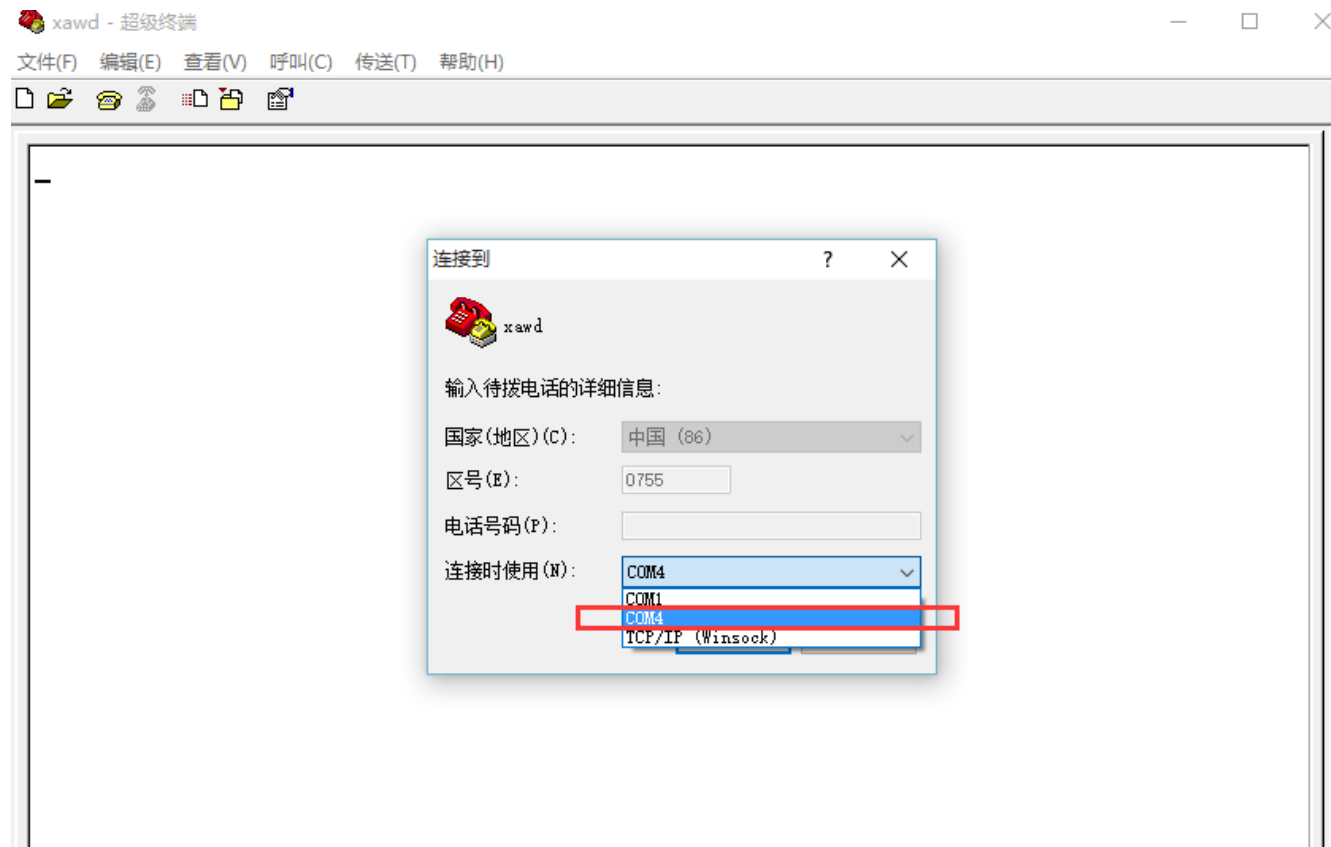 xawd - 超级终端
文件(F) 编辑(E) 查看(V) 呼叫(C) 传送(T) 帮助(H)
连接到
xawd
输入待拨电话的详细信息:
国家(地区)(C): 中国 (86)
区号(E): 0755
电话号码(P):
连接时使用(N): COM4
COM1
COM4
TCP/IP (Winsock)